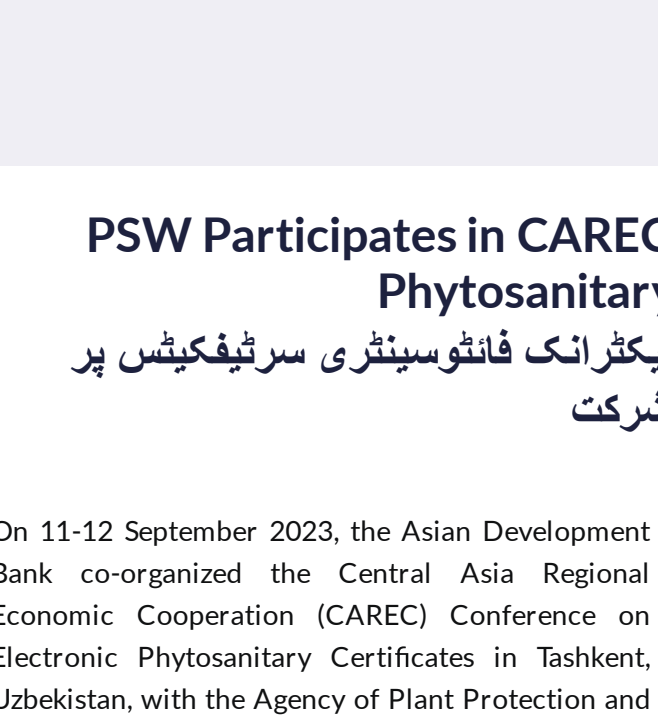 PSW Participates in CAREC
Phytosanitary
فائٹوسینٹری سرٹیفکیٹس پر
شرکت
On 11-12 September 2023, the Asian Development
Bank co-organized the Central Asia Regional
Economic Cooperation (CAREC) Conference on
Electronic Phytosanitary Certificates in Tashkent,
Uzbekistan, with the Agency of Plant Protection and